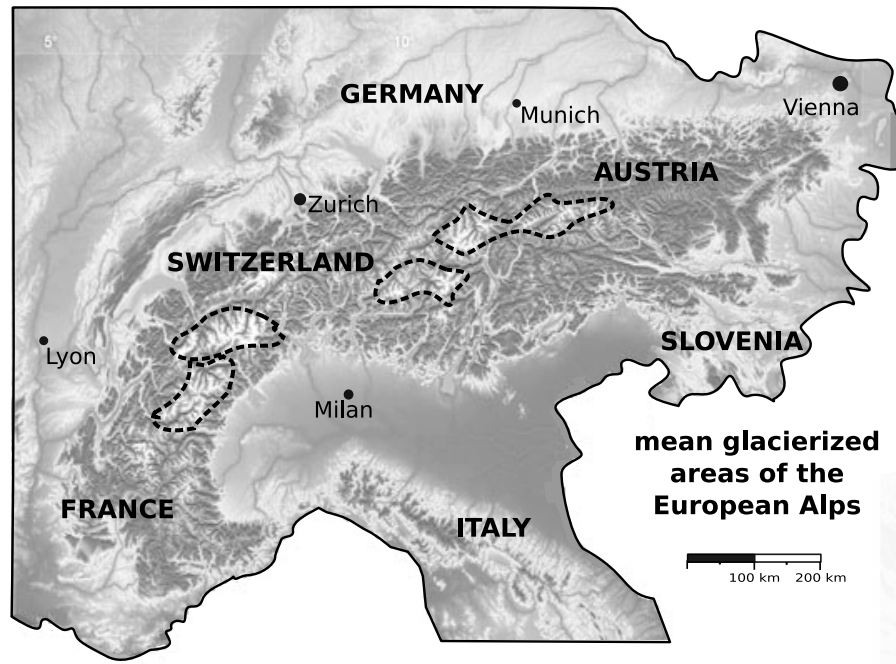 5°
10
GERMANY
Munich
Vienna
AUSTRIA
Zurich
SWITZERLAND
Lyon
SLOVENIA
Milan
mean glacierized
areas of the
European Alps
FRANCE
ITALY
100 km 200 km